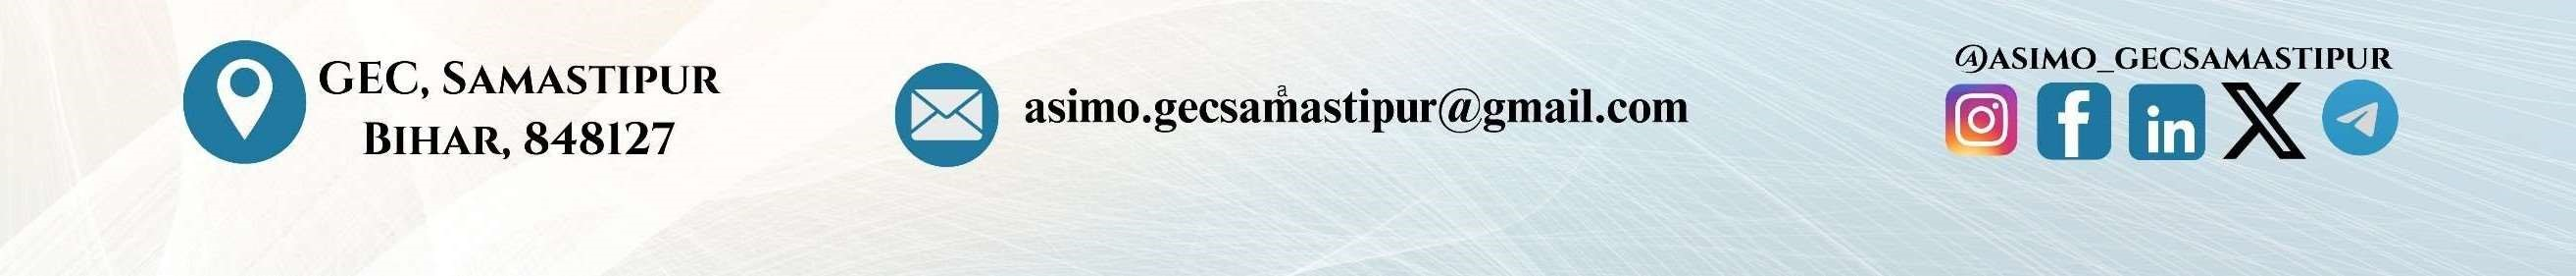 GEC, SAMASTIPUR
BIHAR, 848127
a
asimo.gecsamastipur@gmail.com
@ASIMO_GECSAMASTIPUR